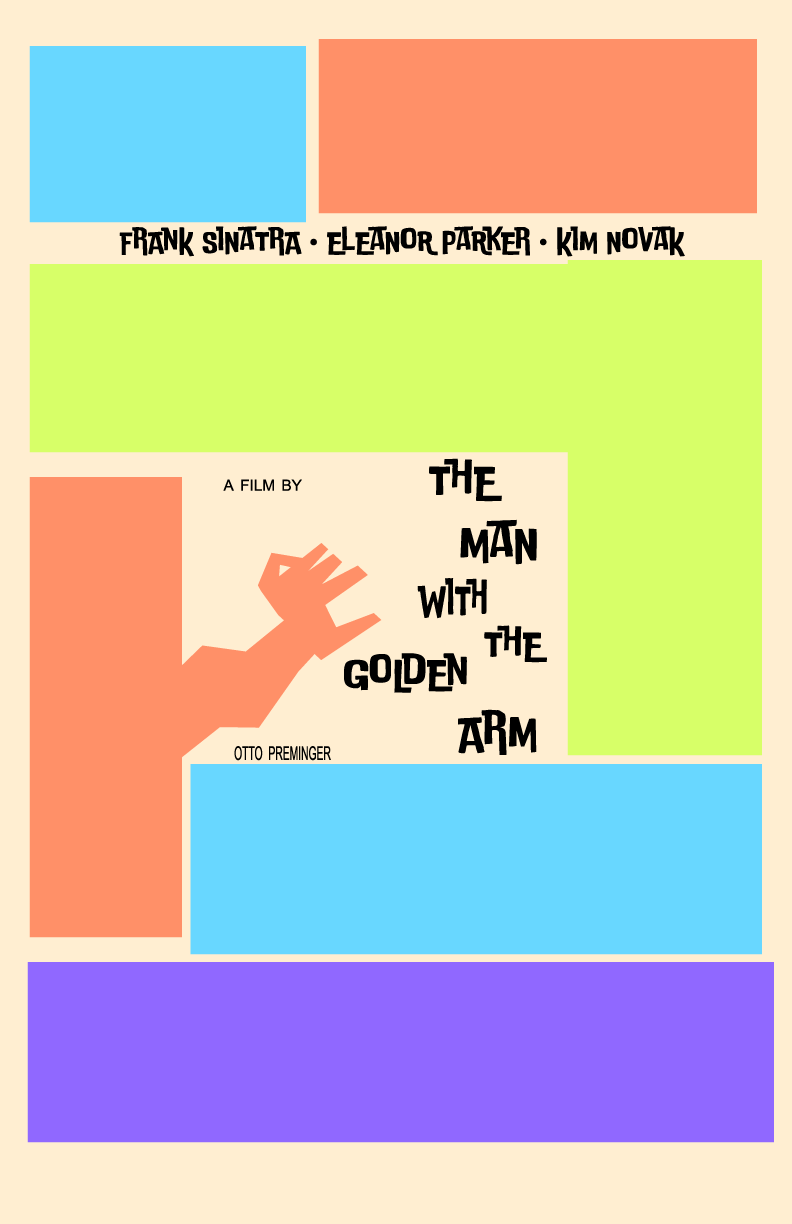 FRANK SINATRA • ELEANOR PARKER • KIM NOVAK
A FILM BY
THE
MAN
WITH
THE
GOLDEN
ARM
OTTO PREMINGER